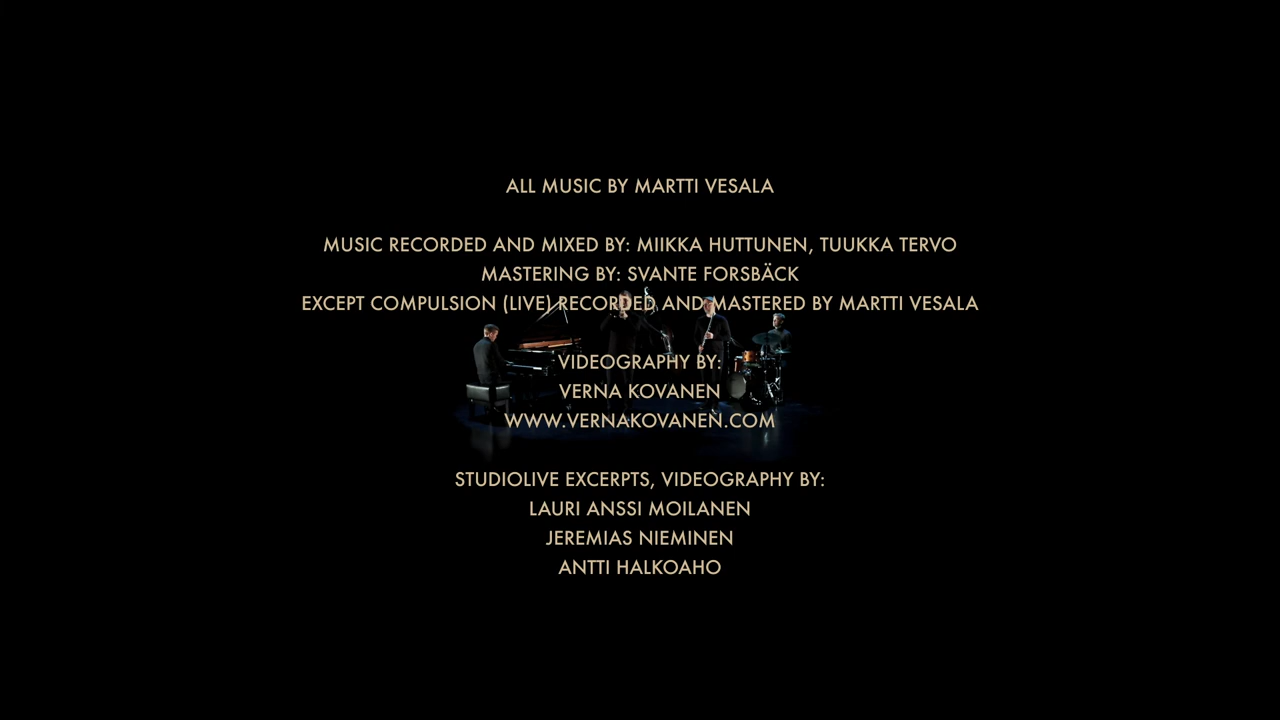 ALL MUSIC BY MARTTI VESALA
MUSIC RECORDED AND MIXED BY: MIIKKA HUTTUNEN, TUUKKA TERVO
MASTERING BY: SVANTE FORSBÄCK
EXCEPT COMPULSION (LIVE) RECORDED AND MASTERED BY MARTTI VESALA
VIDEOGRAPHY BY:
VERNA KOVANEN
WWW.VERNAKOVANEN.COM
STUDIOLIVE EXCERPTS, VIDEOGRAPHY BY:
LAURI ANSSI MOILANEN
JEREMIAS NIEMINEN
ANTTI HALKOAHO